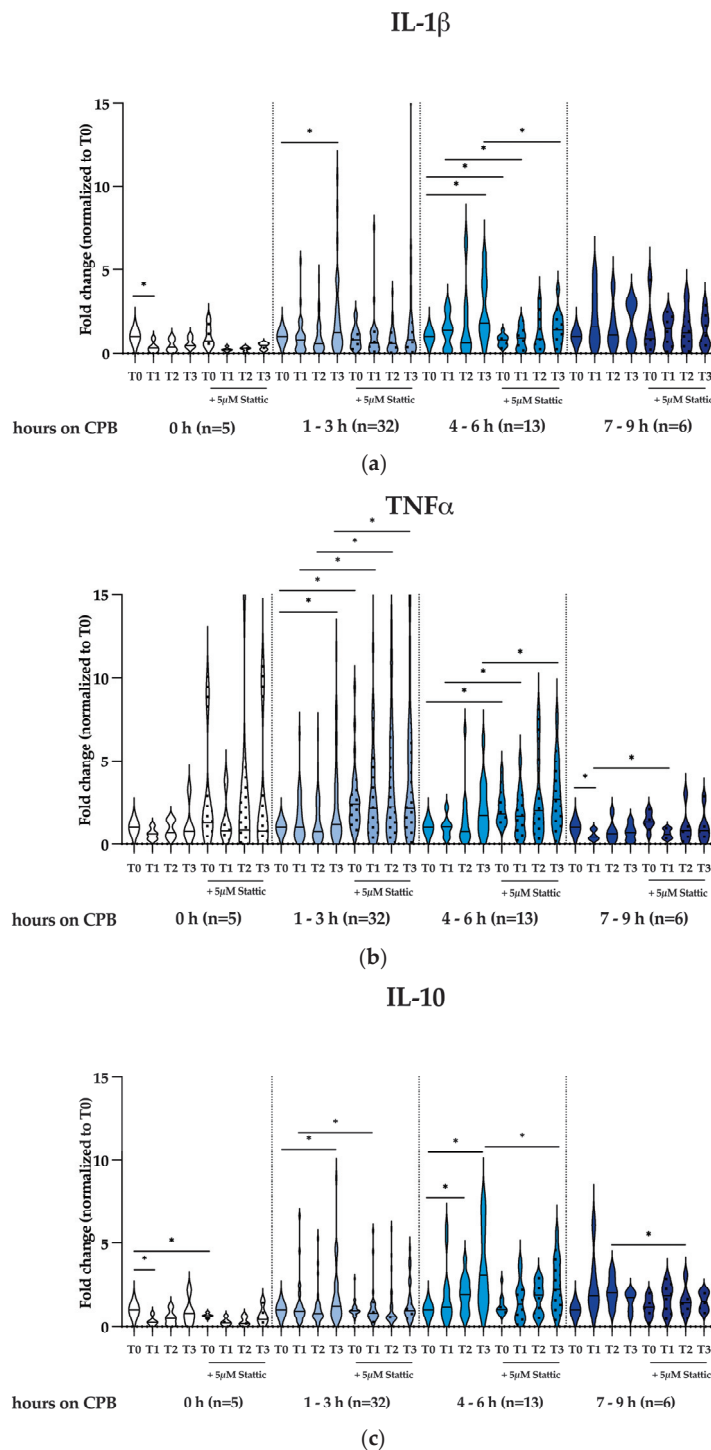 IL-1β
Fold change (normalized to T0)
15
10
5
0
*
*
*
*
*
*
T0 T1 T2 T3 T0 T1 T2 T3 T0 T1 T2 T3 T0 T1 T2 T3 T0 T1 T2 T3 T0 T1 T2 T3 T0 T1 T2 T3 T0 T1 T2 T3
+ 5μM Stattic + 5μM Stattic + 5μM Stattic + 5μM Stattic
hours on CPB 0 h (n=5) 1 - 3 h (n=32) 4 - 6 h (n=13) 7 - 9 h (n=6)
(a)
TNFα
Fold change (normalized to T0)
15
10
5
0
*
*
*
*
*
*
*
*
*
*
T0 T1 T2 T3 T0 T1 T2 T3 T0 T1 T2 T3 T0 T1 T2 T3 T0 T1 T2 T3 T0 T1 T2 T3 T0 T1 T2 T3 T0 T1 T2 T3
+ 5μM Stattic + 5μM Stattic + 5μM Stattic + 5μM Stattic
hours on CPB 0 h (n=5) 1 - 3 h (n=32) 4 - 6 h (n=13) 7 - 9 h (n=6)
(b)
IL-10
Fold change (normalized to T0)
15
10
5
0
*
*
*
*
*
*
*
*
T0 T1 T2 T3 T0 T1 T2 T3 T0 T1 T2 T3 T0 T1 T2 T3 T0 T1 T2 T3 T0 T1 T2 T3 T0 T1 T2 T3 T0 T1 T2 T3
+ 5μM Stattic + 5μM Stattic + 5μM Stattic + 5μM Stattic
hours on CPB 0 h (n=5) 1 - 3 h (n=32) 4 - 6 h (n=13) 7 - 9 h (n=6)
(c)